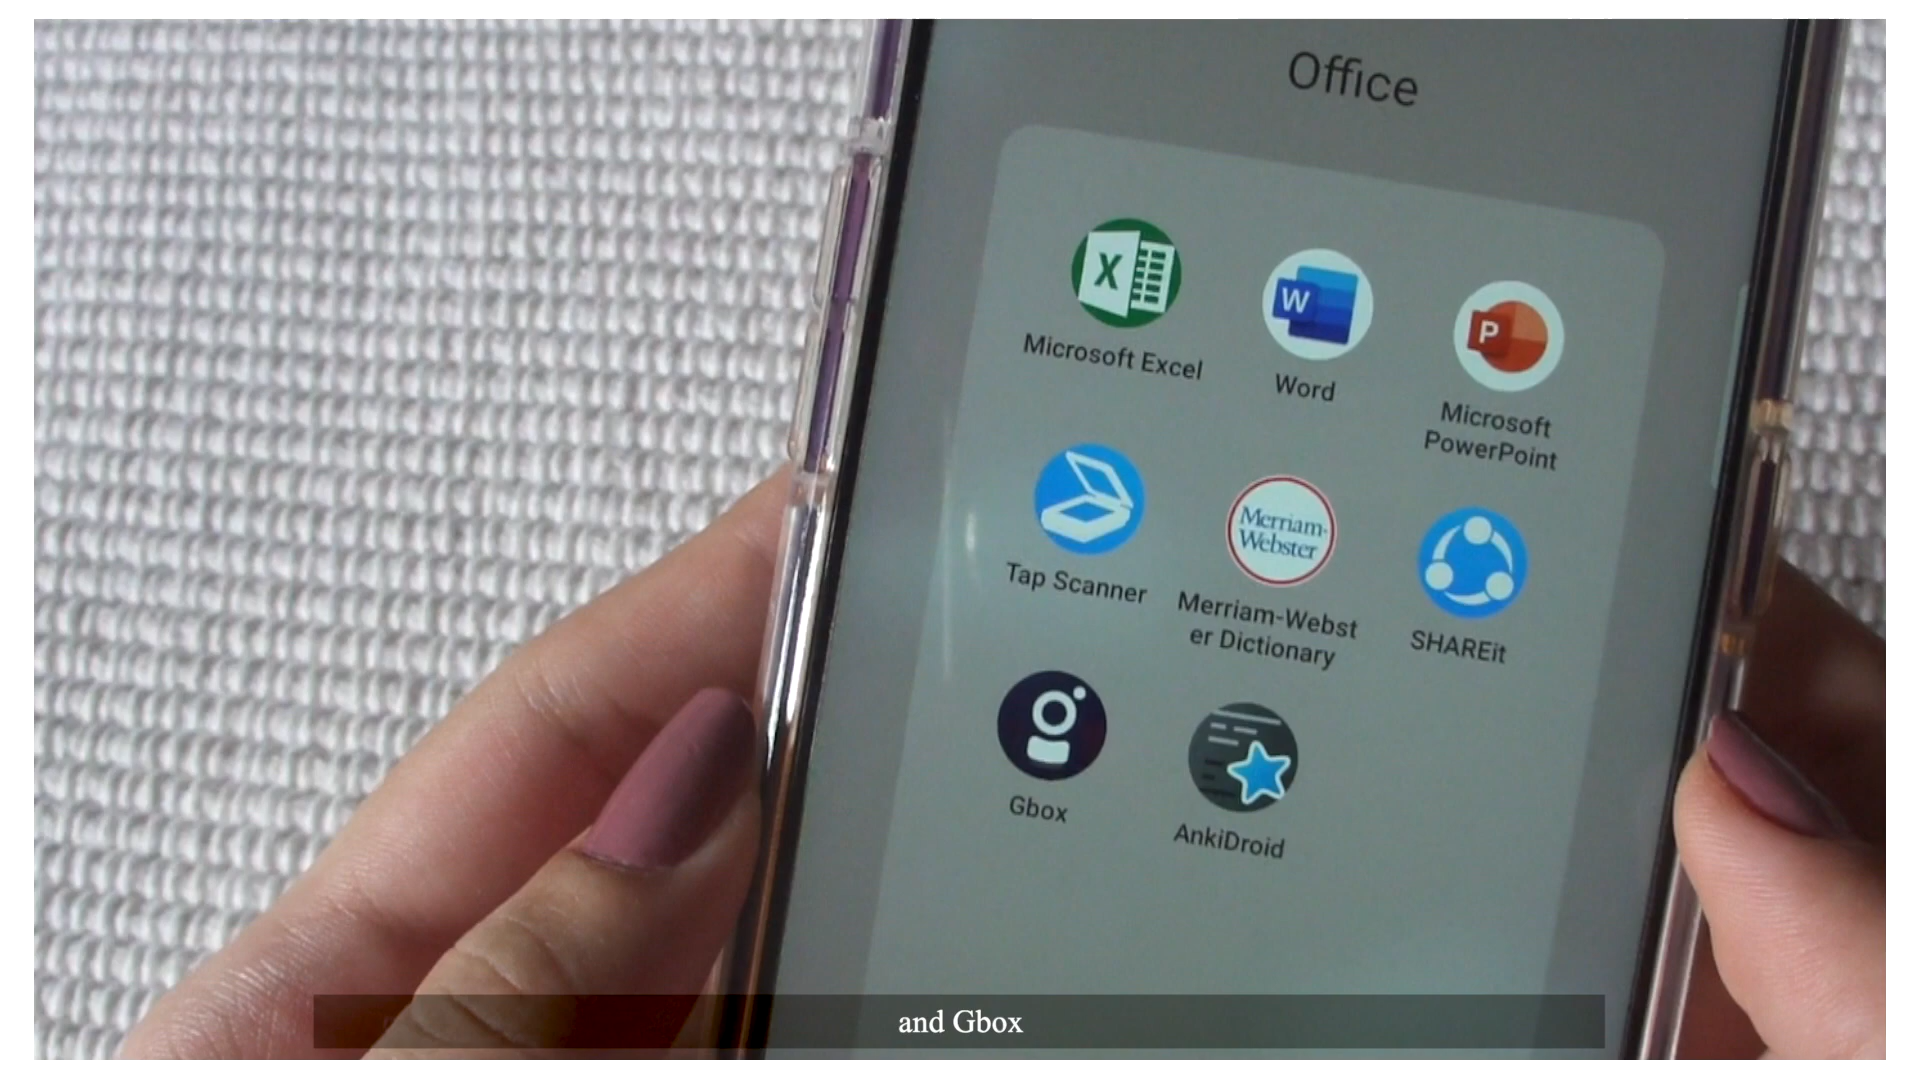 Office
X
W
P
Microsoft Excel
Word
Microsoft
PowerPoint
Merriam-
Webster
Tap Scanner
Merriam-Webst
er Dictionary
SHAREit
g
Gbox
AnkiDroid
and Gbox